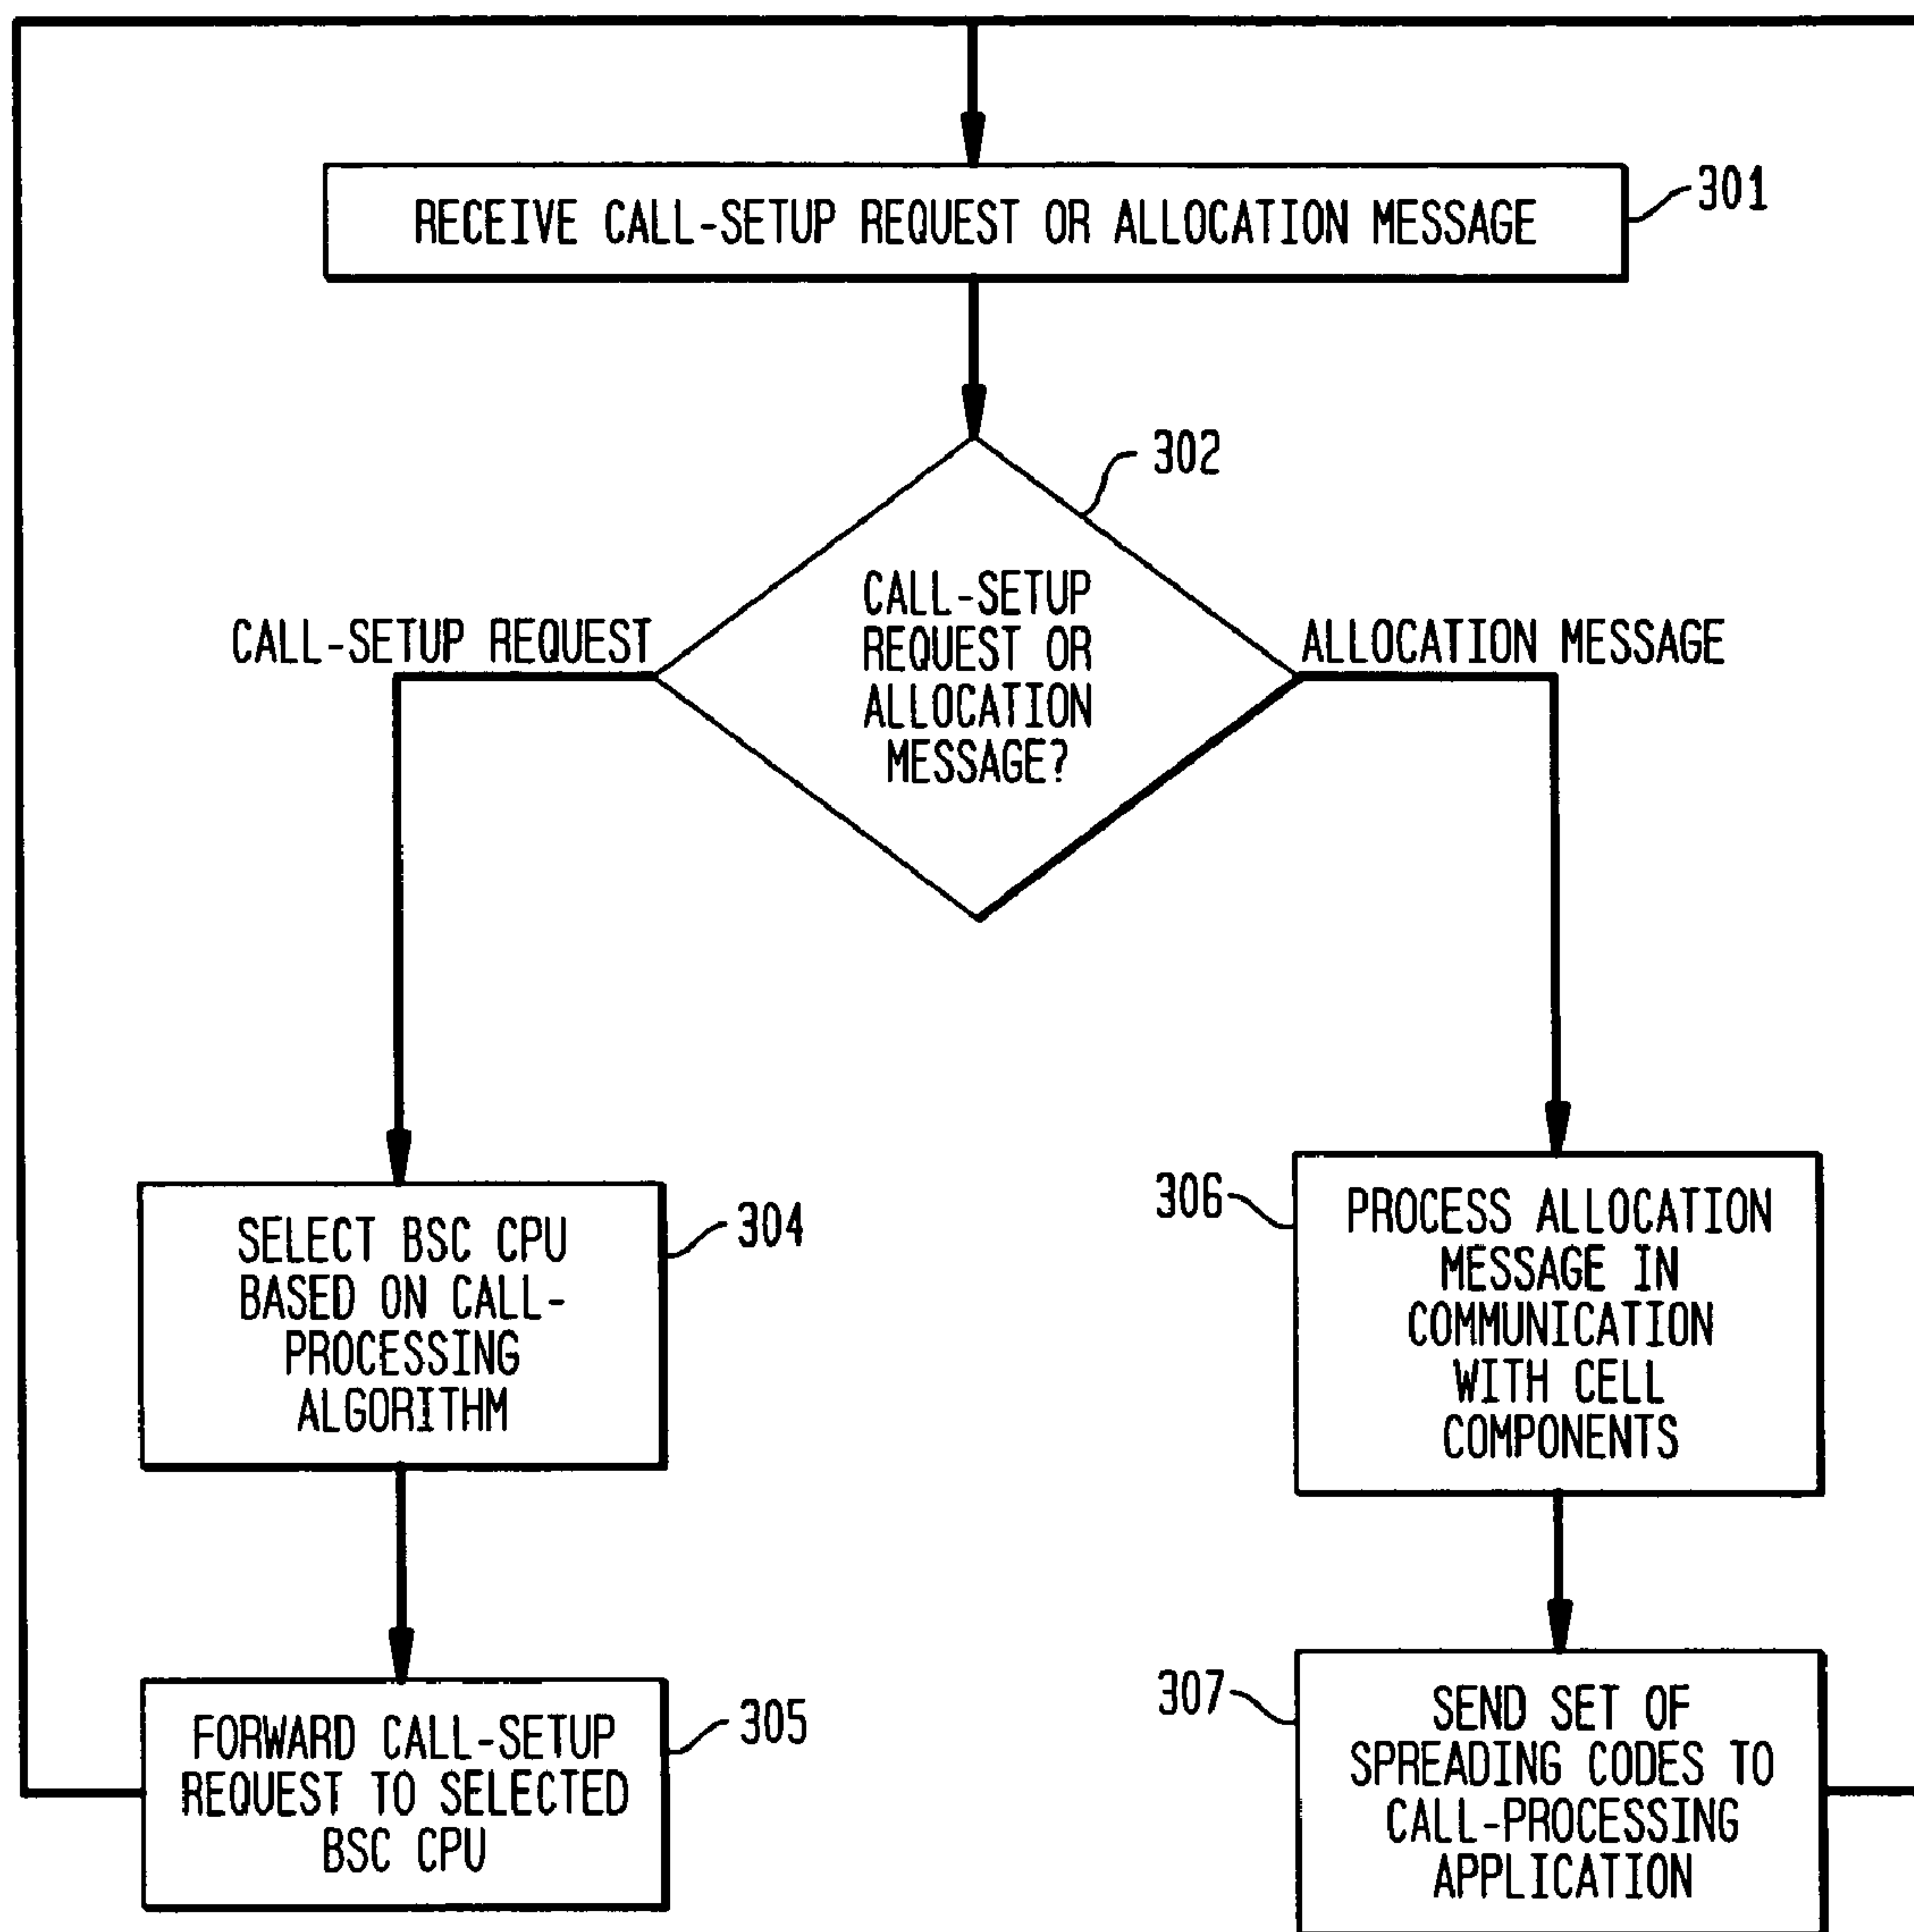 RECEIVE CALL-SETUP REQUEST OR ALLOCATION MESSAGE
301
302
CALL-SETUP
REQUEST OR
ALLOCATION
MESSAGE?
CALL-SETUP REQUEST
ALLOCATION MESSAGE
SELECT BSC CPU
BASED ON CALL-
PROCESSING
ALGORITHM
304
306
PROCESS ALLOCATION
MESSAGE IN
COMMUNICATION
WITH CELL
COMPONENTS
FORWARD CALL-SETUP
REQUEST TO SELECTED
BSC CPU
305
307
SEND SET OF
SPREADING CODES TO
CALL-PROCESSING
APPLICATION